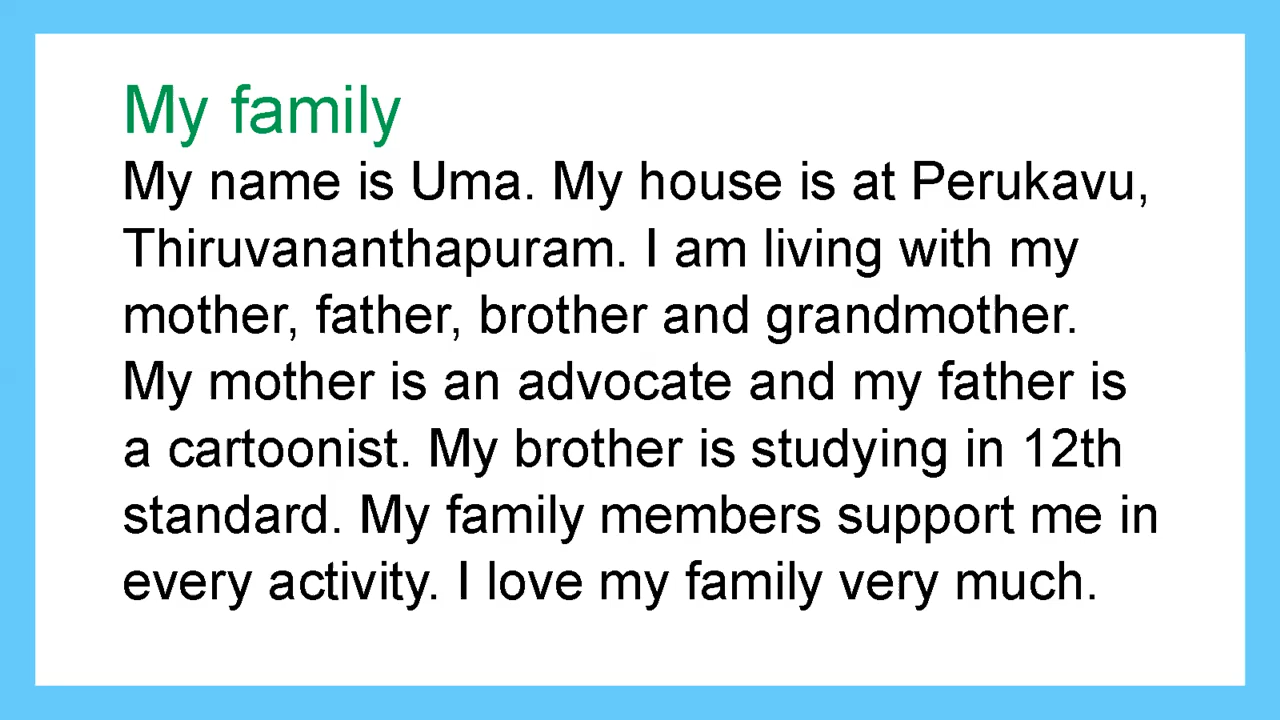 My family
My name is Uma. My house is at Perukavu,
Thiruvananthapuram. I am living with my
mother, father, brother and grandmother.
My mother is an advocate and my father is
a cartoonist. My brother is studying in 12th
standard. My family members support me in
every activity. I love my family very much.